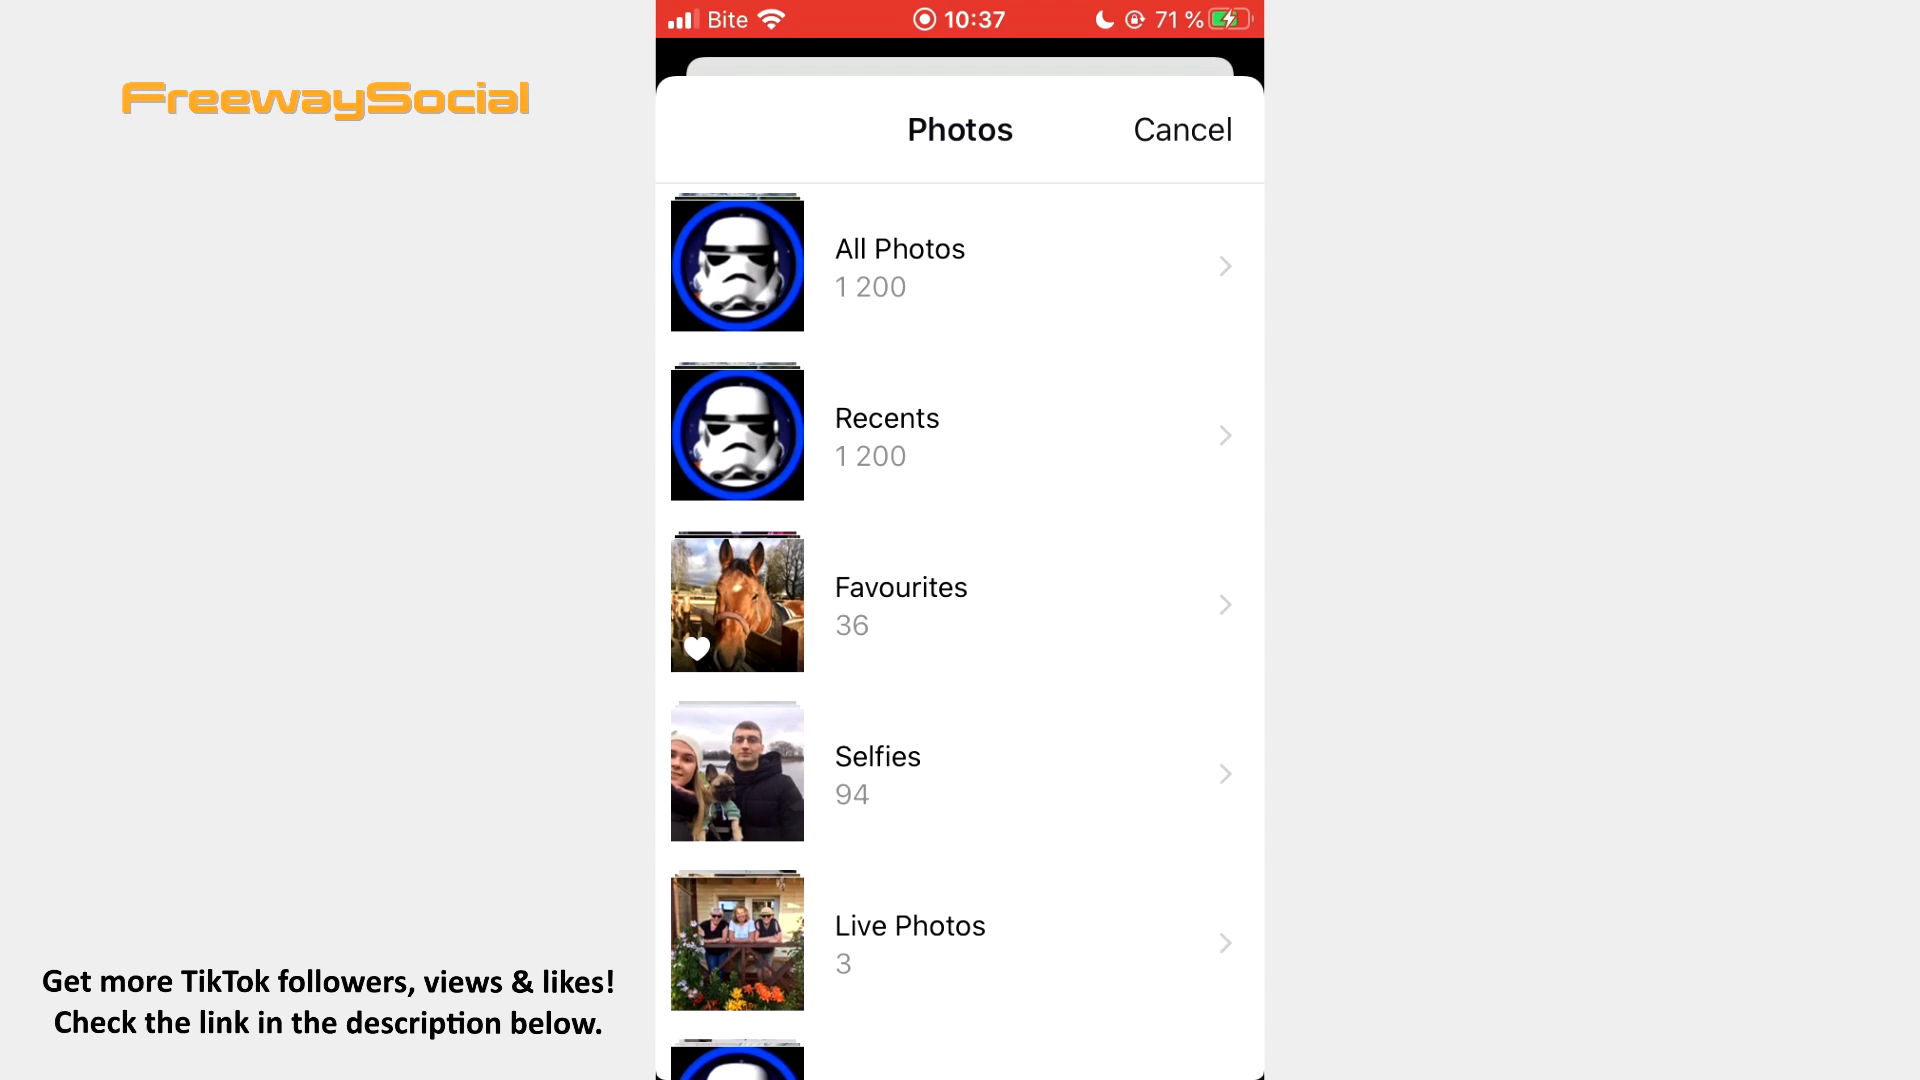 Bite 10:37 71 %
FreewaySocial
Photos Cancel
All Photos
1 200
Recents
1 200
Favourites
36
Selfies
94
Live Photos
3
Get more TikTok followers, views & likes!
Check the link in the description below.